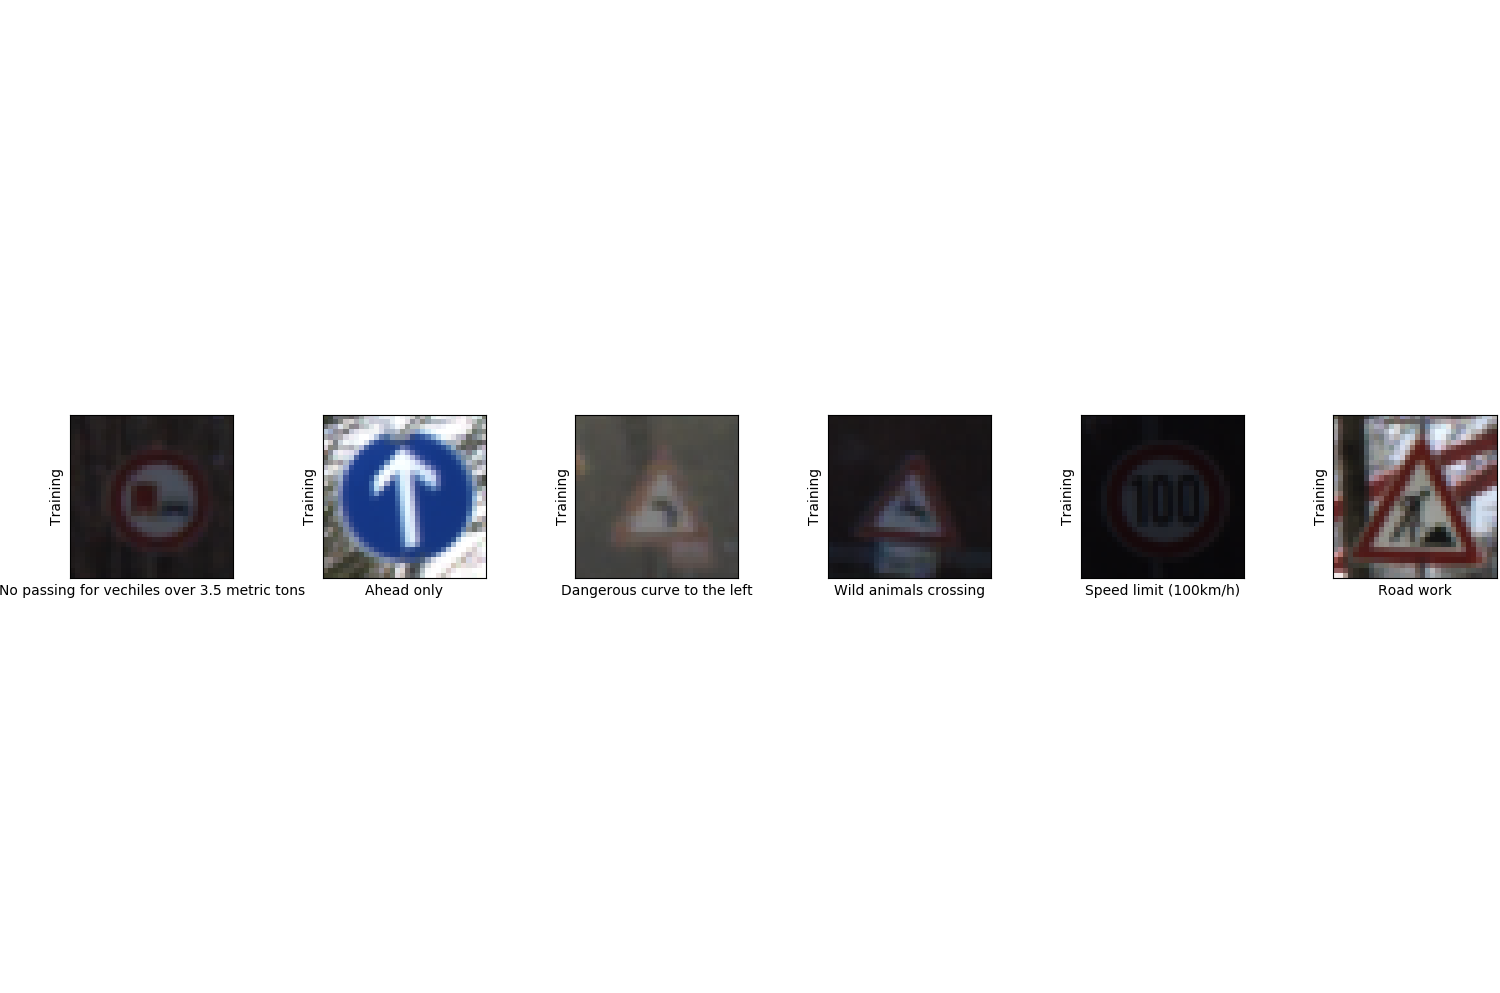 Training
No passing for vechiles over 3.5 metric tons
Training
Ahead only
Training
Dangerous curve to the left
Training
Wild animals crossing
Training
100
Speed limit (100km/h)
Training
Road work